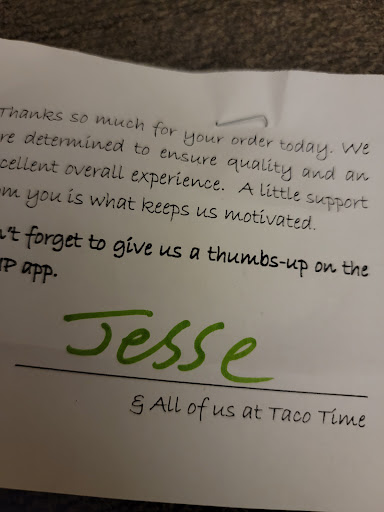 Thanks so much for your order today. We
re determined to ensure quality and an
cellent overall experience. A little support
om you is what keeps us motivated.
n't forget to give us a thumbs-up on the
IP app.
Jesse
& All of us at Taco Time